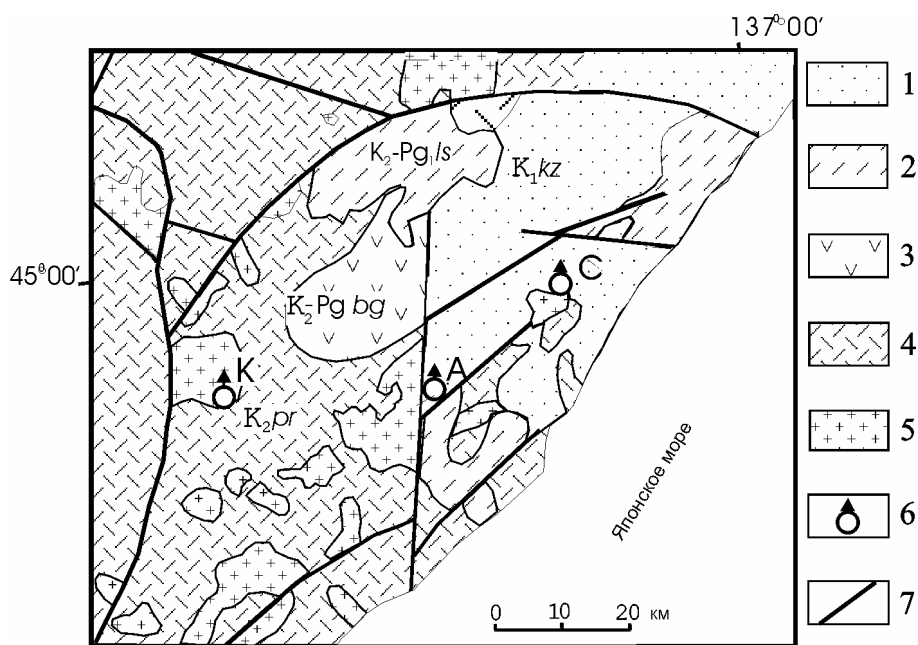 137°00'
45°00'
K₂-Pg₁ls
K₁kz
K₂-Pg bg
C
K
A
K₂pr
Японское море
0 10 20 км
1
2
3
4
5
6
7